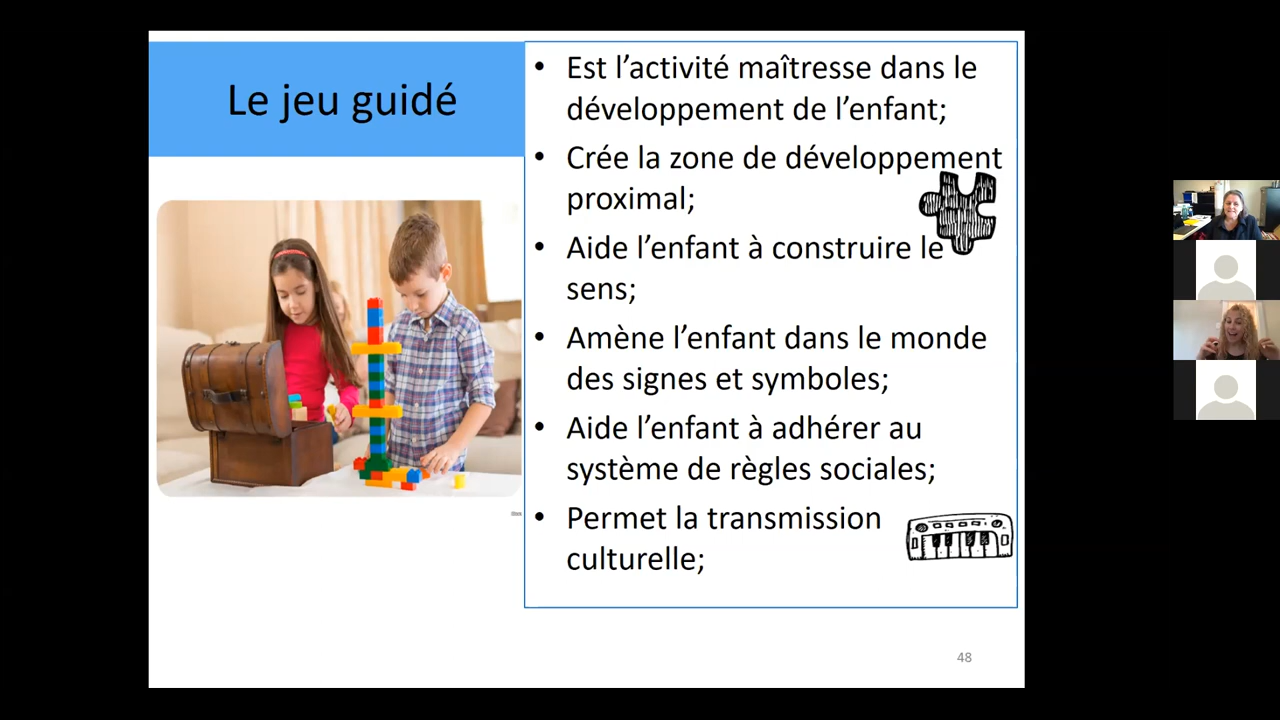 Le jeu guidé
• Est l’activité maîtresse dans le
développement de l’enfant;
• Crée la zone de développement
proximal;
• Aide l’enfant à construire le
sens;
• Amène l’enfant dans le monde
des signes et symboles;
• Aide l’enfant à adhérer au
système de règles sociales;
• Permet la transmission
culturelle;
48